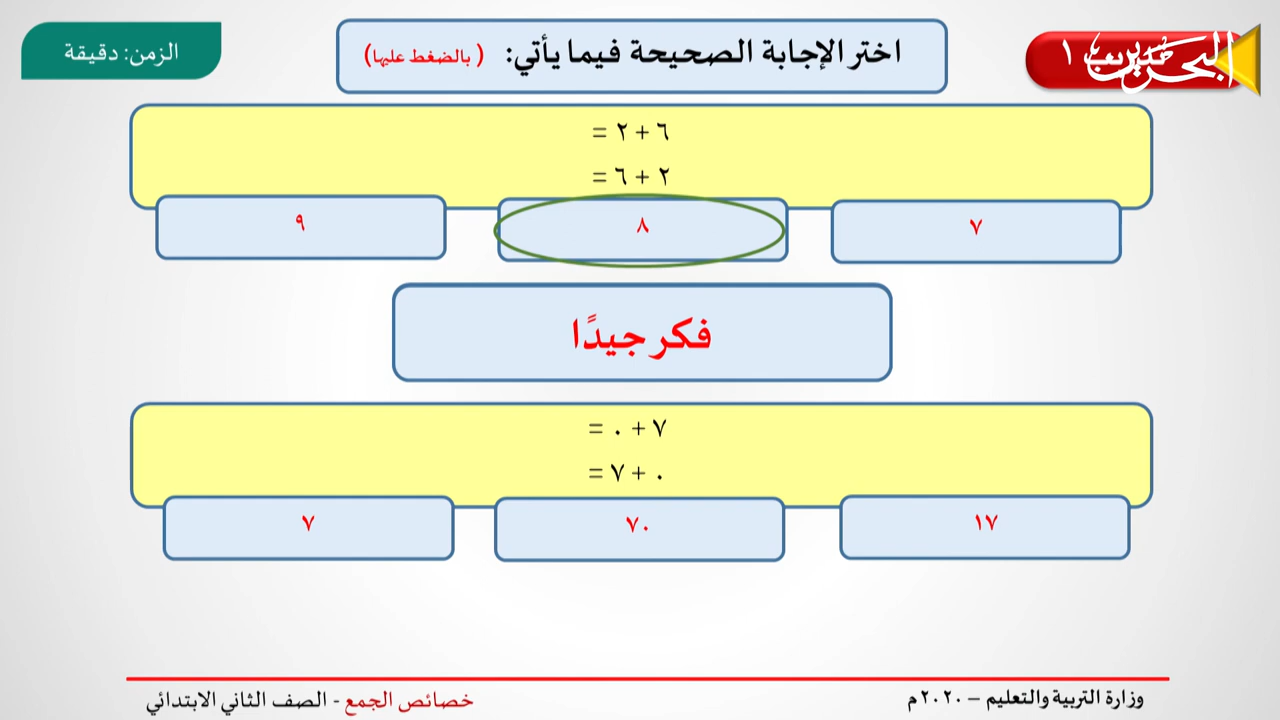 البحرين
١
اختر الإجابة الصحيحة فيما يأتي: ( بالضغط عليها)
الزمن: دقيقة
٦ + ٢ =
٢ + ٦ =
٧
٨
٩
فكر جيدًا
٧ + ٠ =
٠ + ٧ =
١٧
٧٠
٧
وزارة التربية والتعليم – ٢٠٢٠م
خصائص الجمع - الصف الثاني الابتدائي